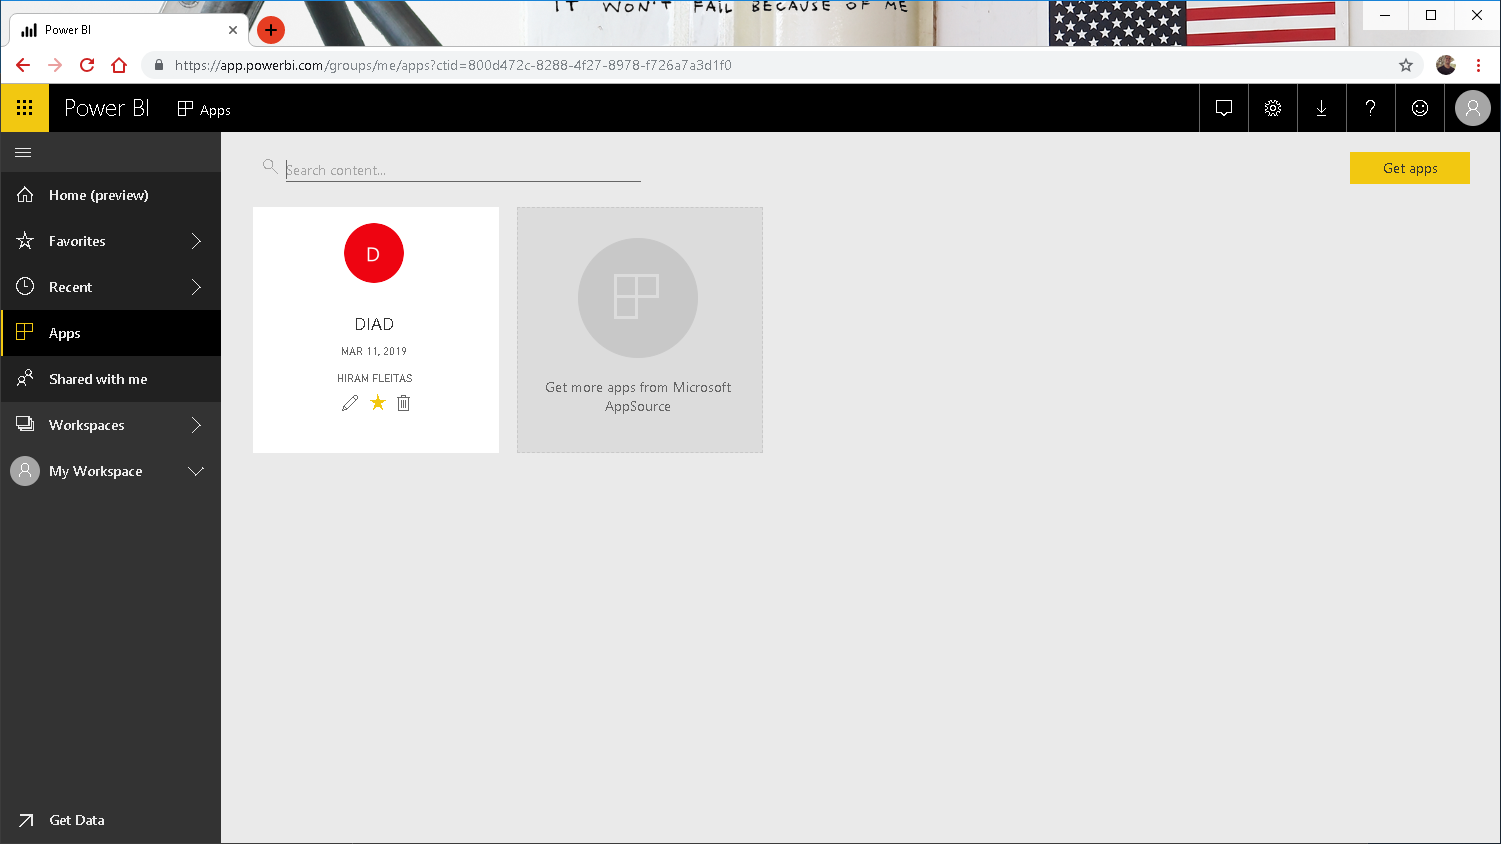 IT WON'T FAIL BECAUSE OF ME
Power BI
https://app.powerbi.com/groups/me/apps?ctid=800d472c-8288-4f27-8978-f726a7a3d1f0
Power BI
Apps
Search content...
Get apps
Home (preview)
Favorites
Recent
Apps
Shared with me
Workspaces
My Workspace
Get Data
D
DIAD
MAR 11, 2019
HIRAM FLEITAS
Get more apps from Microsoft
AppSource